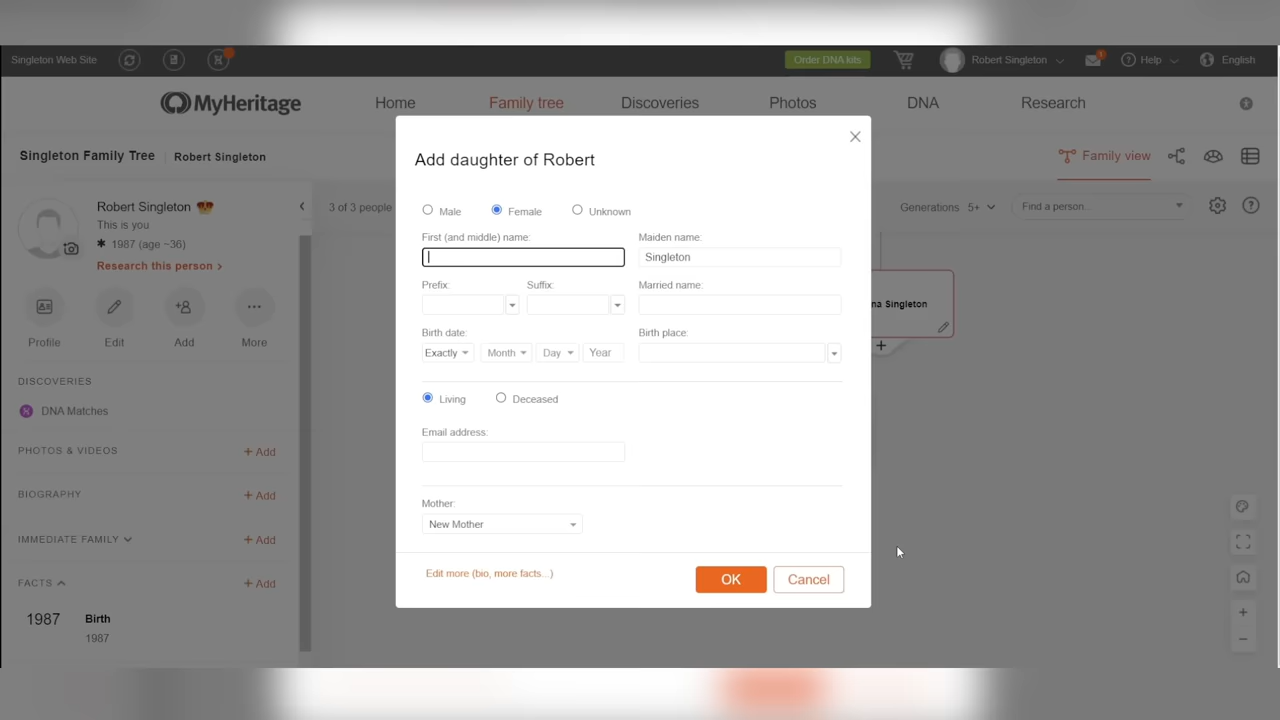 Singleton Web Site
Order DNA kits
Robert Singleton
1
Help
English
MyHeritage
Home
Family tree
Discoveries
Photos
DNA
Research
Singleton Family Tree | Robert Singleton
Family view
Robert Singleton
This is you
1987 (age ~36)
Research this person >
Profile
Edit
Add
More
DISCOVERIES
DNA Matches
PHOTOS & VIDEOS + Add
BIOGRAPHY + Add
IMMEDIATE FAMILY + Add
FACTS + Add
1987 Birth
1987
3 of 3 people
Generations 5+
Find a person...
na Singleton
Add daughter of Robert
Male Female Unknown
First (and middle) name: Maiden name:
Singleton
Prefix: Suffix: Married name:
Birth date: Birth place:
Exactly Month Day Year
Living Deceased
Email address:
Mother:
New Mother
Edit more (bio, more facts...)
OK Cancel